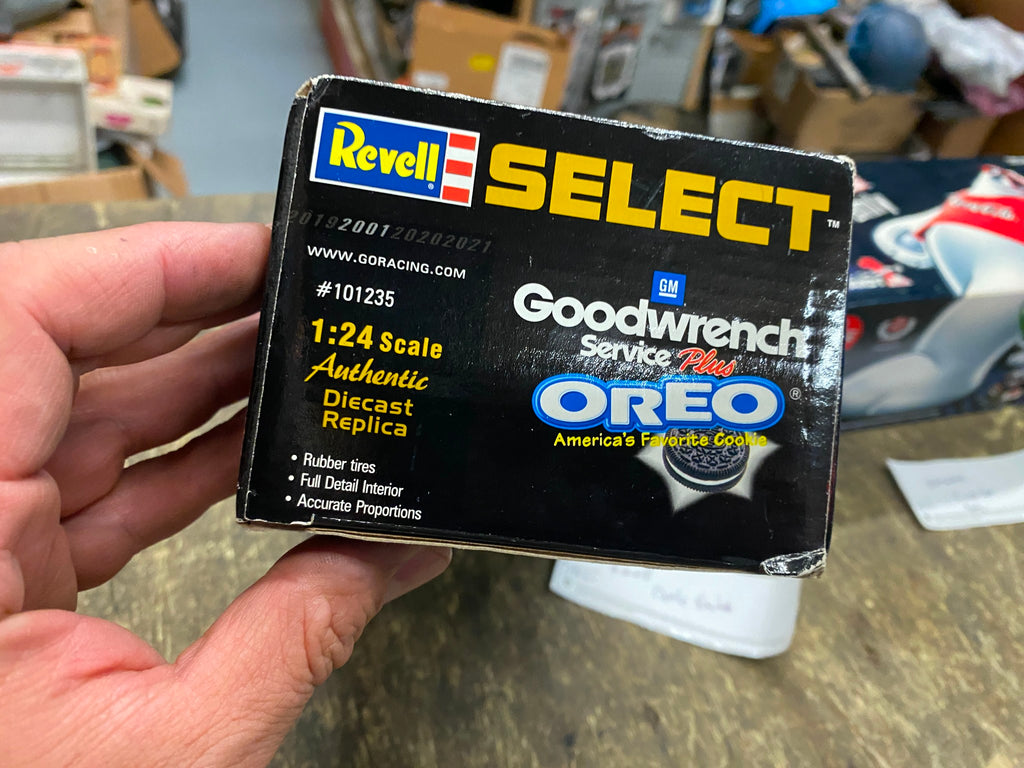 Revell®
SELECT™
2019200120202021
WWW.GORACING.COM
#101235
1:24 Scale
Authentic
Diecast
Replica
• Rubber tires
• Full Detail Interior
• Accurate Proportions
GM
Goodwrench
Service Plus
OREO®
America's Favorite Cookie